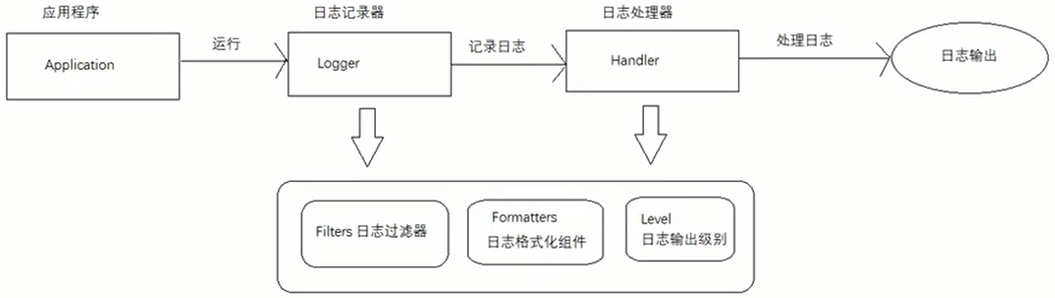 应用程序
日志记录器
日志处理器
Application
运行
Logger
记录日志
Handler
处理日志
日志输出
Filters 日志过滤器
Formatters
日志格式化组件
Level
日志输出级别